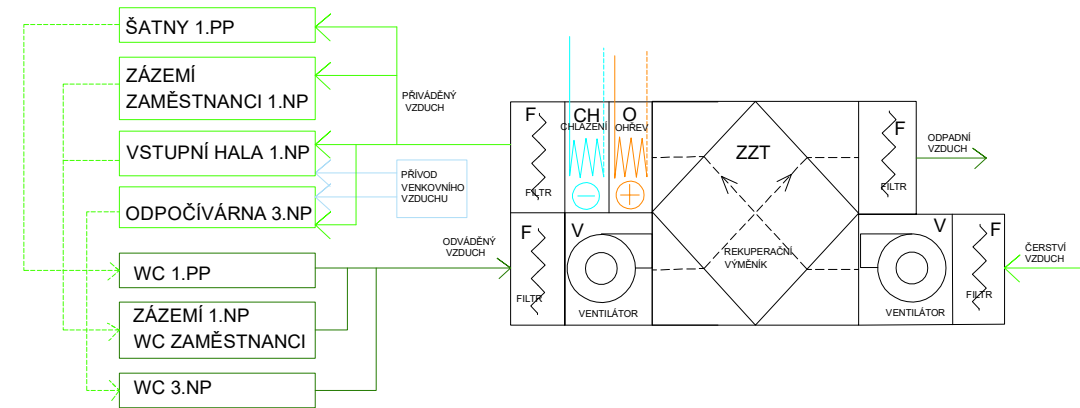 ŠATNY 1.PP
ZÁZEMÍ
ZAMĚSTNANCI 1.NP
VSTUPNÍ HALA 1.NP
ODPOČÍVÁRNA 3.NP
WC 1.PP
ZÁZEMÍ 1.NP
WC ZAMĚSTNANCI
WC 3.NP
PŘIVÁDĚNÝ
VZDUCH
PŘÍVOD
VENKOVNÍHO
VZDUCHU
ODVÁDĚNÝ
VZDUCH
F
FILTR
CH
CHLAZENÍ
O
OHŘEV
F
FILTR
V
VENTILÁTOR
ZZT
REKUPERAČNÍ
VÝMĚNÍK
F
FILTR
ODPADNÍ
VZDUCH
V
VENTILÁTOR
F
FILTR
ČERSTVÍ
VZDUCH